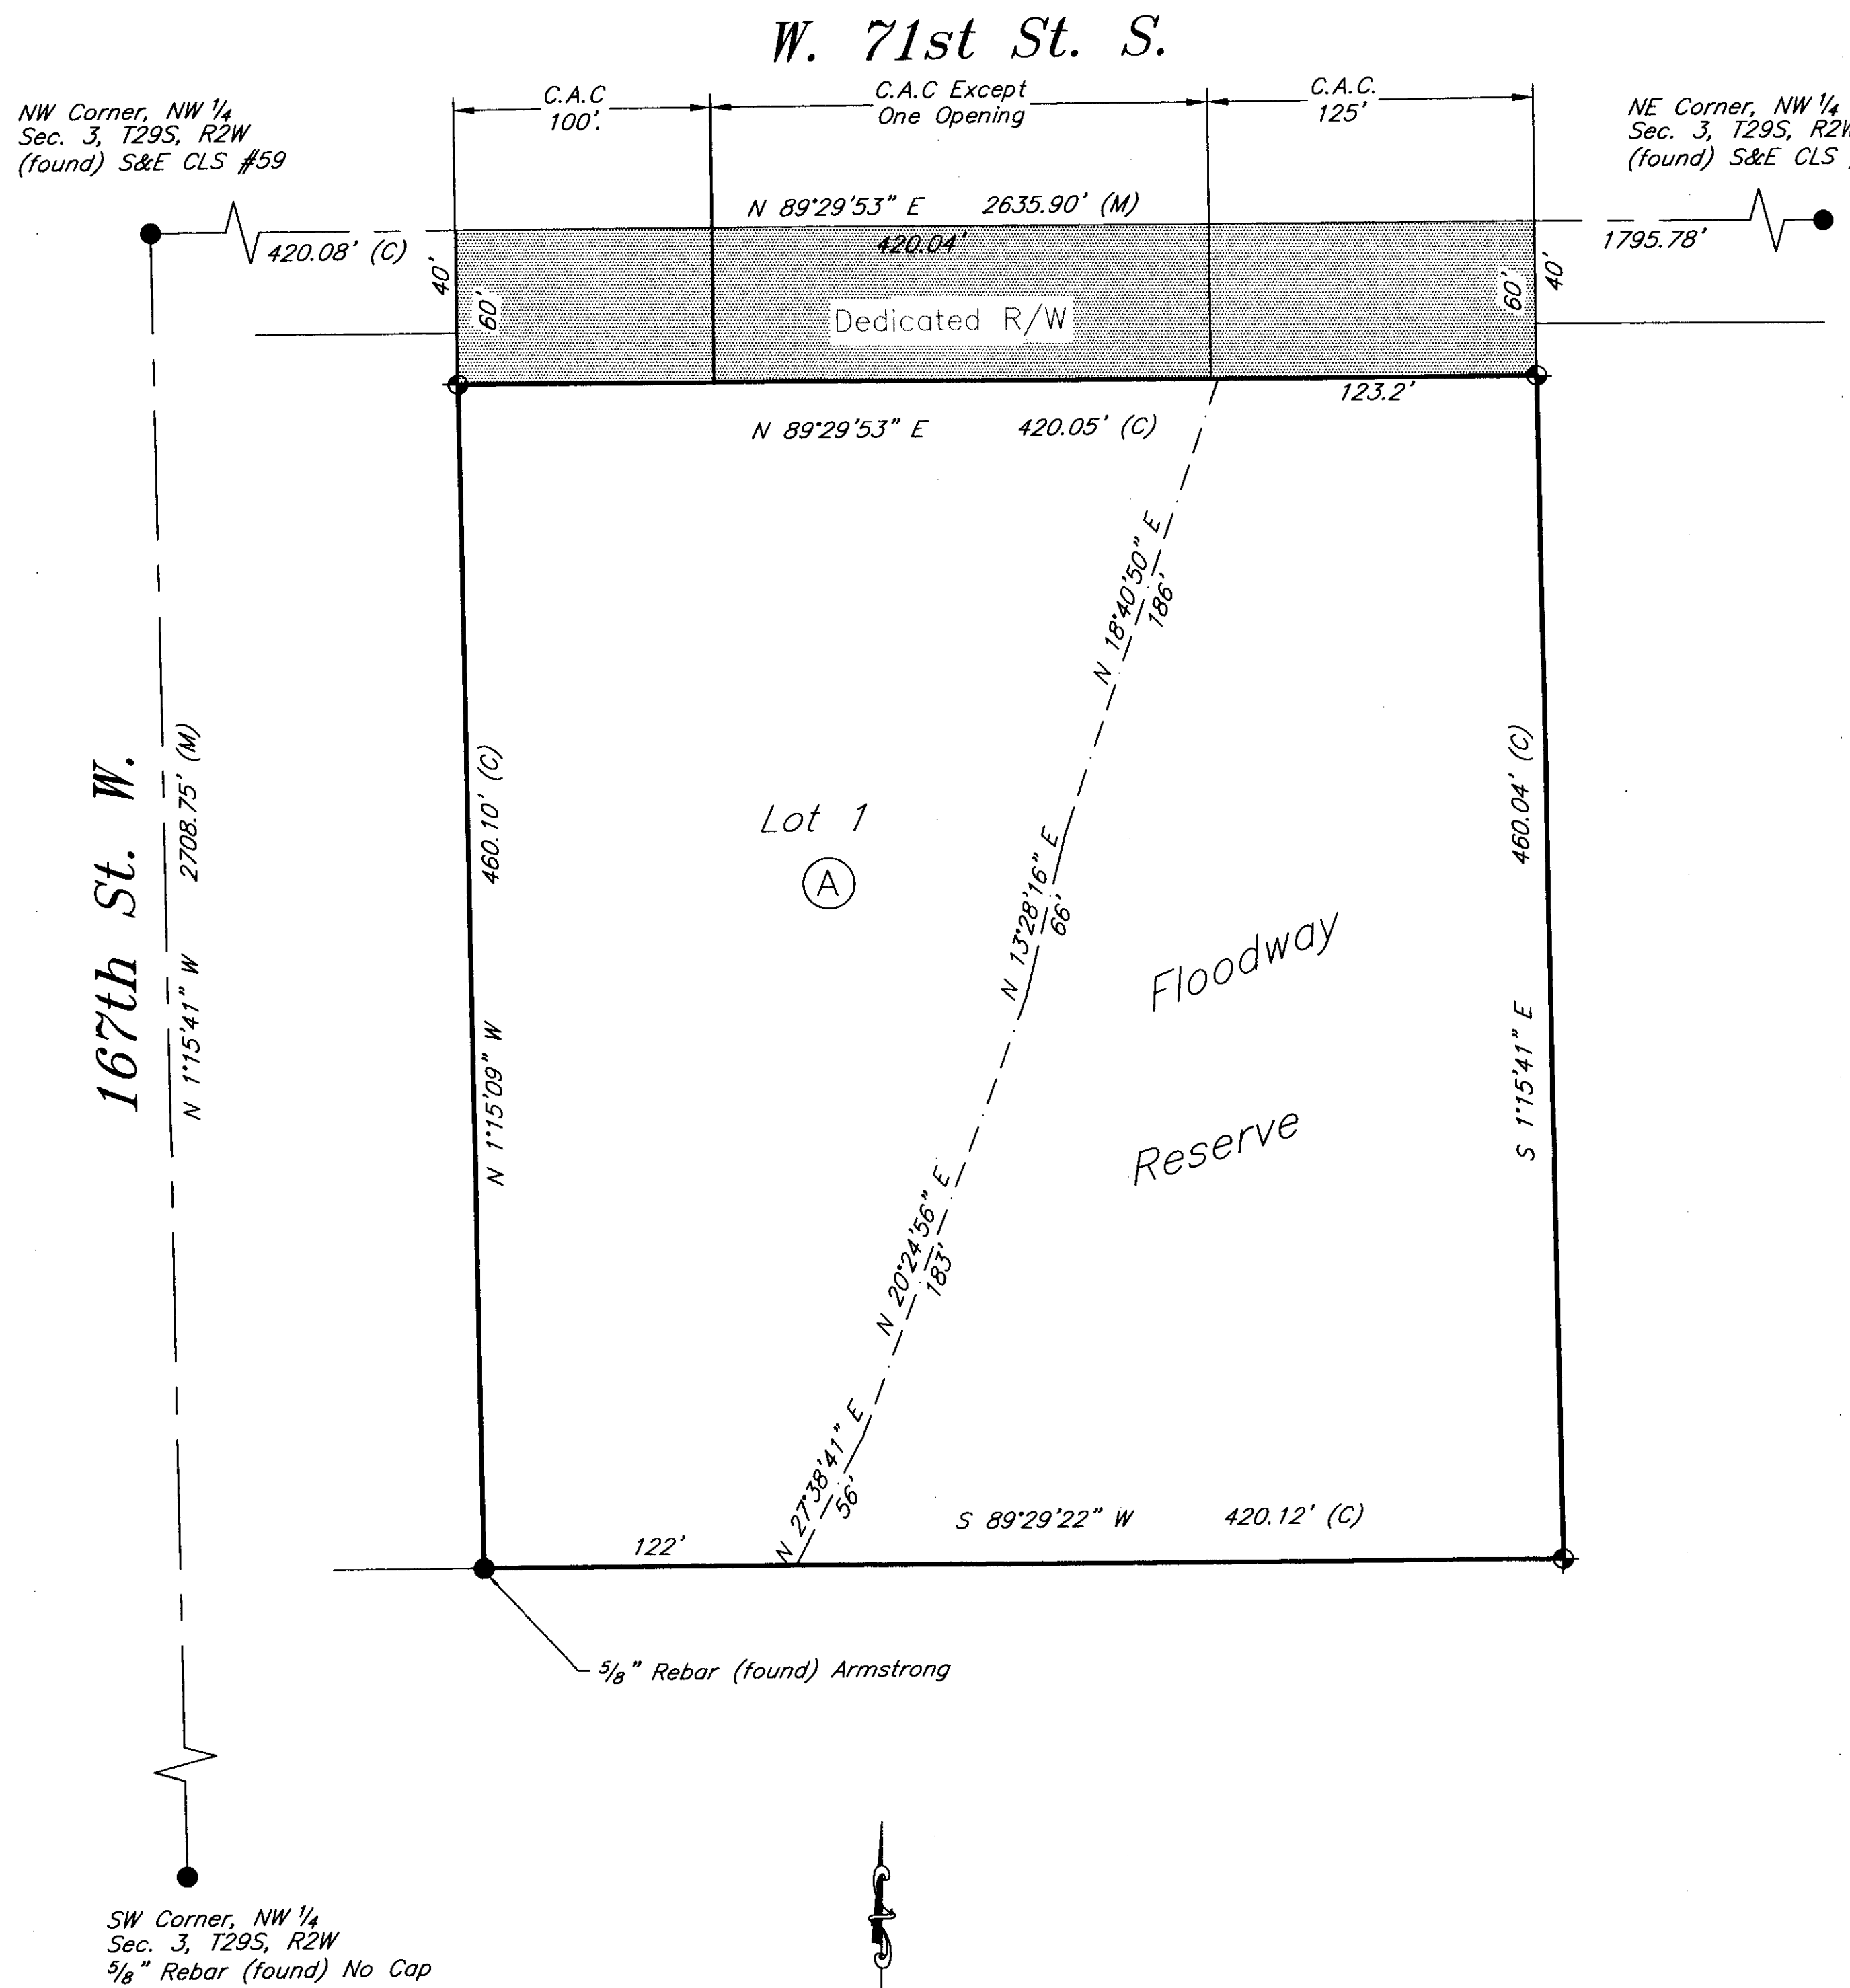 W. 71st St. S.
C.A.C
100'.
C.A.C Except
One Opening
C.A.C.
125'
NW Corner, NW 1/4
Sec. 3, T29S, R2W
(found) S&E CLS #59
NE Corner, NW 1/4
Sec. 3, T29S, R2W
(found) S&E CLS
N 89°29'53" E 2635.90' (M)
420.08' (C)
420.04'
1795.78'
40'
60'
60'
40'
Dedicated R/W
123.2'
N 89°29'53" E 420.05' (C)
N 18°40'50" E
186'
167th St. W.
N 1°15'41" W 2708.75' (M)
N 1°15'09" W 460.10' (C)
Lot 1
A
N 13°28'16" E
66'
Floodway
Reserve
S 1°15'41" E 460.04' (C)
N 20°24'56" E
183'
N 27°38'41" E
56'
122'
S 89°29'22" W 420.12' (C)
5/8" Rebar (found) Armstrong
SW Corner, NW 1/4
Sec. 3, T29S, R2W
5/8" Rebar (found) No Cap